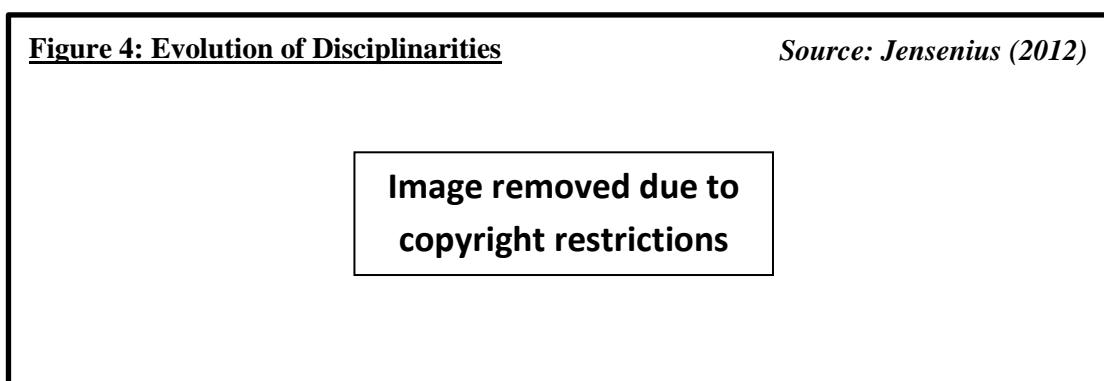 Figure 4: Evolution of Disciplinarities Source: Jensenius (2012)
Image removed due to
copyright restrictions